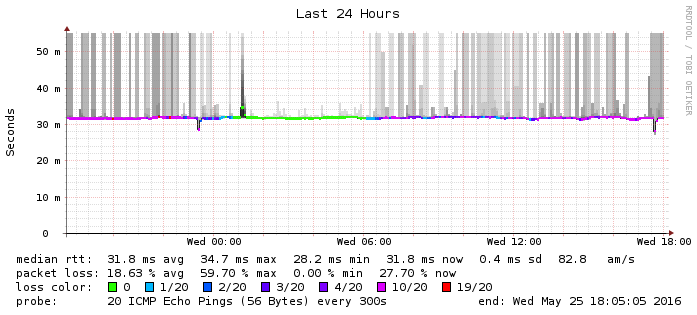 Last 24 Hours
RRDTOOL / TOBI OETIKER
Seconds
50 m
40 m
30 m
20 m
10 m
0
Wed 00:00 Wed 06:00 Wed 12:00 Wed 18:00
median rtt: 31.8 ms avg 34.7 ms max 28.2 ms min 31.8 ms now 0.4 ms sd 82.8 am/s
packet loss: 18.63 % avg 59.70 % max 0.00 % min 27.70 % now
loss color: 0 1/20 2/20 3/20 4/20 10/20 19/20
probe: 20 ICMP Echo Pings (56 Bytes) every 300s end: Wed May 25 18:05:05 2016